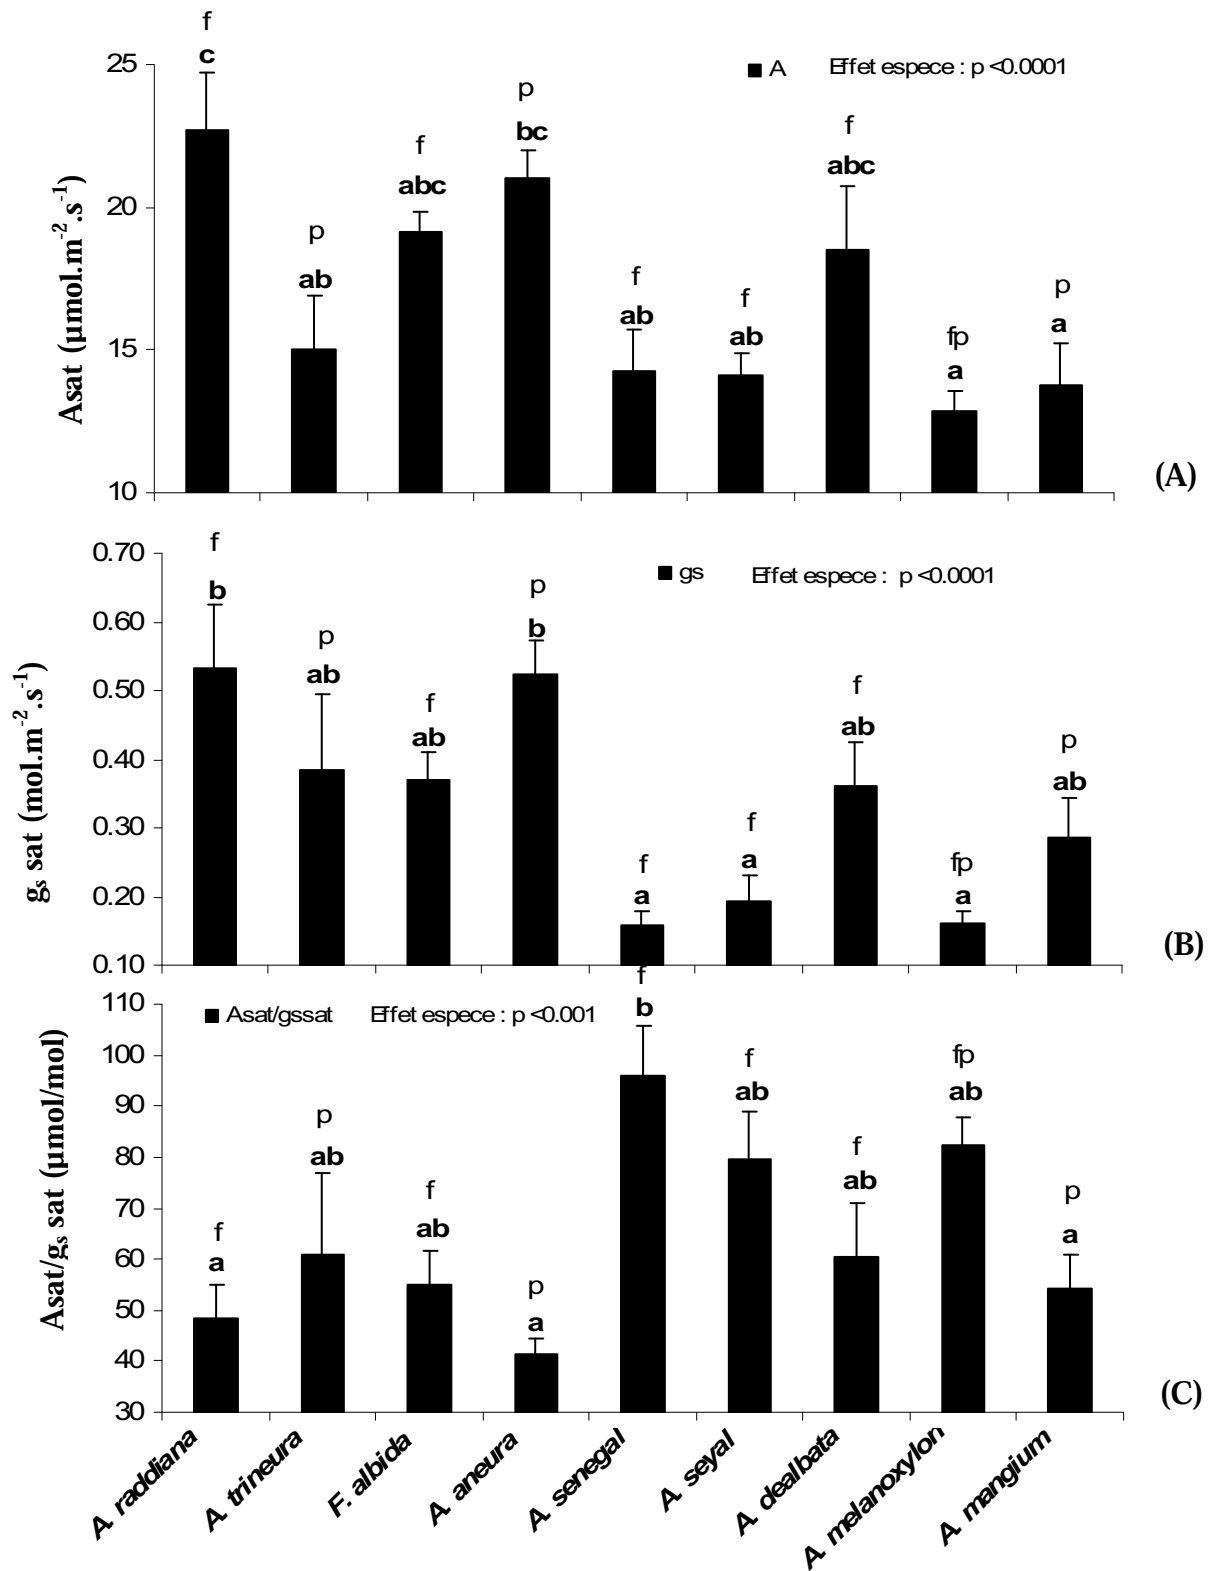 f
c
25
■ A Effet espece : p <0.0001
p
bc
f
abc
f
abc
20
p
ab
f
ab
f
ab
fp
a
p
a
15
10
Asat (µmol.m-2.s-1)
(A)
f
b
0.70
■ gs Effet espece : p <0.0001
p
b
0.60
p
ab
f
ab
f
ab
p
ab
0.50
0.40
0.30
f
a
f
a
fp
a
0.20
0.10
gs sat (mol.m-2.s-1)
(B)
f
b
110
■ Asat/gssat Effet espece : p <0.001
100
f
ab
fp
ab
90
p
ab
f
ab
80
f
ab
p
a
70
f
a
60
p
a
50
40
30
Asat/gs sat (µmol/mol)
(C)
A. raddiana
A. trineura
F. albida
A. aneura
A. senegal
A. seyal
A. dealbata
A. melanoxylon
A. mangium